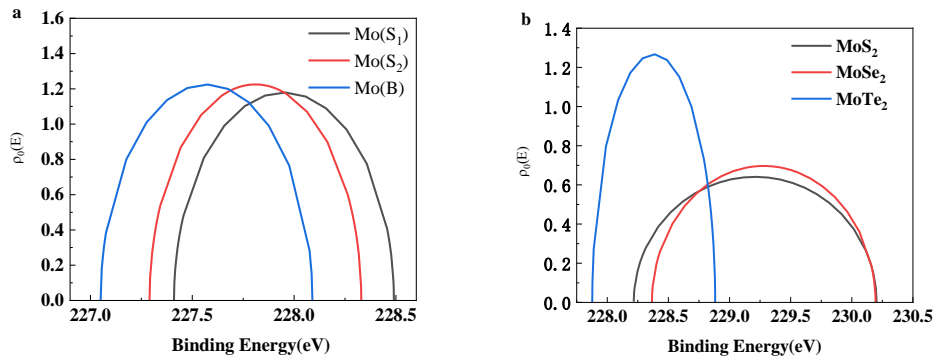 a
1.6
1.4
1.2
1.0
0.8
0.6
0.4
0.2
0.0
ρ₀(E)
Mo(S₁)
Mo(S₂)
Mo(B)
227.0 227.5 228.0 228.5
Binding Energy(eV)
b
1.4
1.2
1.0
0.8
0.6
0.4
0.2
0.0
ρ₀(E)
MoS₂
MoSe₂
MoTe₂
228.0 228.5 229.0 229.5 230.0 230.5
Binding Energy(eV)